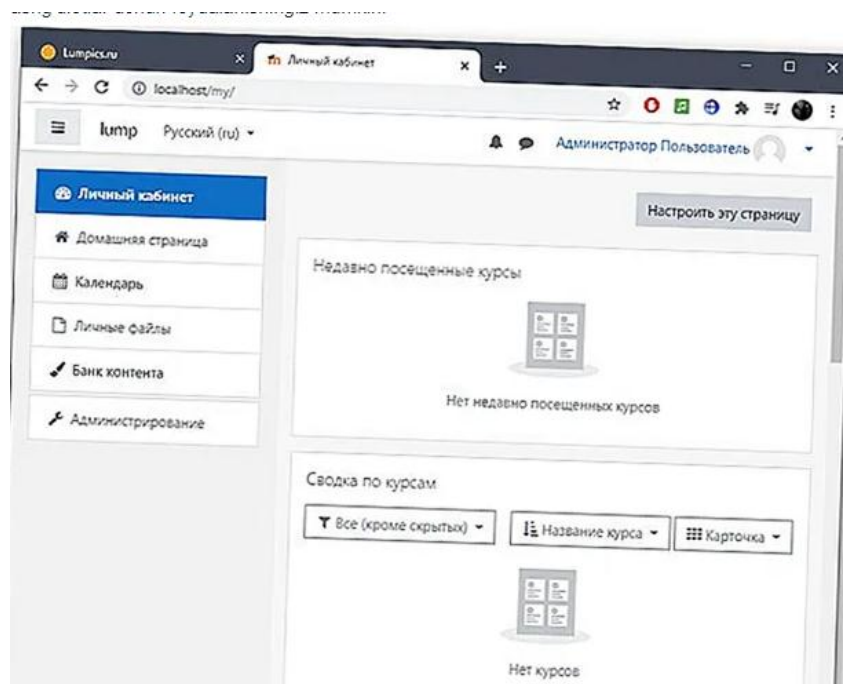 Lumpics.ru
Личный кабинет
localhost/my/
lump Русский (ru)
Администратор Пользователь
Личный кабинет
Настроить эту страницу
Домашняя страница
Календарь
Личные файлы
Банк контента
Администрирование
Недавно посещенные курсы
Нет недавно посещенных курсов
Сводка по курсам
Все (кроме скрытых) Название курса Карточка
Нет курсов